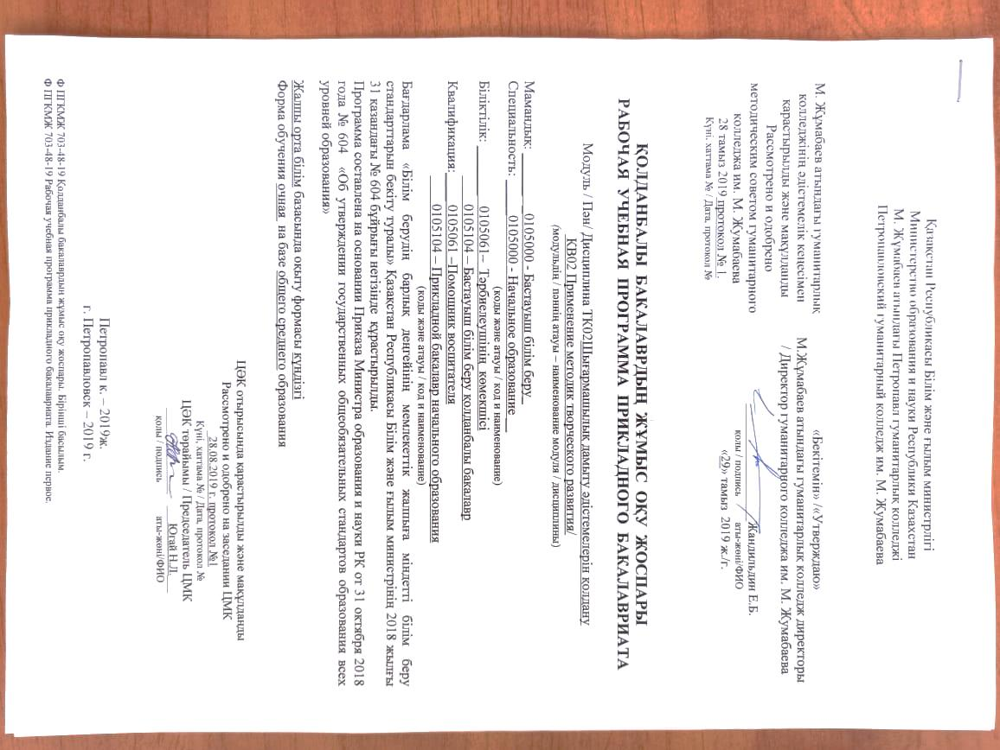 Қазақстан Республикасы Білім және ғылым министрлігі
Министерство образования и науки Республики Казахстан
М. Жұмабаев атындағы Петропавл гуманитарлық колледжі
Петропавловский гуманитарный колледж им. М. Жумабаева
М. Жұмабаев атындағы гуманитарлық
колледжінің әдістемелік кеңесімен
қарастырылды және мақұлданды
Рассмотрено и одобрено
методическим советом гуманитарного
колледжа им. М. Жумабаева
28 тамыз 2019 протокол № 1.
Күні, хаттама № / Дата, протокол №
«Бекітемін» /«Утверждаю»
М.Жұмабаев атындағы гуманитарлық колледж директоры
/ Директор гуманитарного колледжа им. М. Жумабаева
Жандильдин Е.Б.
қолы / подпись аты-жөні/ФИО
«29» тамыз 2019 ж./г.
ҚОЛДАНБАЛЫ БАКАЛАВРДЫҢ ЖҰМЫС ОҚУ ЖОСПАРЫ
РАБОЧАЯ УЧЕБНАЯ ПРОГРАММА ПРИКЛАДНОГО БАКАЛАВРИАТА
Модуль / Пән/ Дисциплина ТК02Шығармашылық дамыту әдістемелерін қолдану
КВ02 Применение методик творческого развития/
(модульдің / пәннің атауы – наименование модуля / дисциплины)
Мамандық: 0105000 - Бастауыш білім беру
Специальность: 0105000 - Начальное образование
(коды және атауы / код и наименование)
Біліктілік: 0105061– Тәрбиелеушінің көмекшісі
0105104 – Бастауыш білім беру қолданбалы бакалавр
Квалификация: 0105061 –Помощник воспитателя
0105104 – Прикладной бакалавр начального образования
(коды және атауы / код и наименование)
Бағдарлама «Білім берудің барлық деңгейінің мемлекеттік жалпыға міндетті білім беру
стандарттарын бекіту туралы» Қазақстан Республикасы Білім және ғылым министрінің 2018 жылғы
31 қазандағы № 604 бұйрығы негізінде құрастырылды.
Программа составлена на основании Приказа Министра образования и науки РК от 31 октября 2018
года № 604 «Об утверждении государственных общеобязательных стандартов образования всех
уровней образования»
Жалпы орта білім базасында оқыту формасы күндізгі
Форма обучения очная на базе общего среднего образования
ЦӘК отырысында қарастырылды және мақұлданды
Рассмотрено и одобрено на заседании ЦМК
28.08.2019 г. протокол №1
Күні, хаттама № / Дата, протокол №
ЦӘК төрайымы / Председатель ЦМК
Югай Н.Л.
қолы / подпись аты-жөні/ФИО
Петропавл қ. – 2019ж.
г. Петропавловск – 2019 г.
Ф ПГКМЖ 703-48-19 Қолданбалы бакалаврдың жұмыс оқу жоспары. Бірінші басылым.
Ф ПГКМЖ 703-48-19 Рабочая учебная программа прикладного бакалавриата. Издание первое.